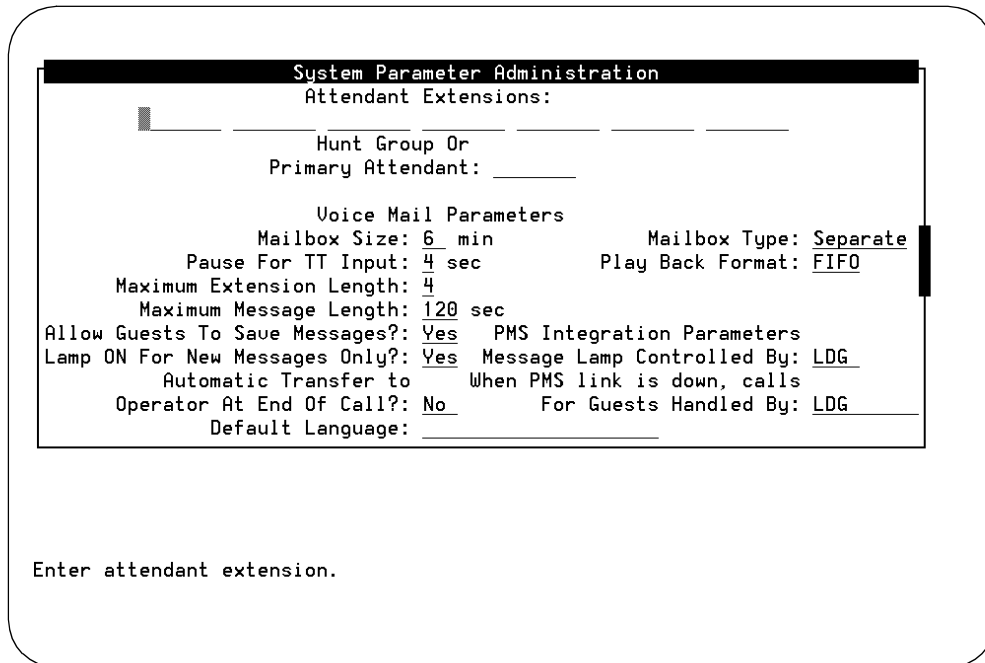 System Parameter Administration
Attendant Extensions:
Hunt Group Or
Primary Attendant:
Voice Mail Parameters
Mailbox Size: 6 min Mailbox Type: Separate
Pause For TT Input: 4 sec Play Back Format: FIFO
Maximum Extension Length: 4
Maximum Message Length: 120 sec
Allow Guests To Save Messages?: Yes PMS Integration Parameters
Lamp ON For New Messages Only?: Yes Message Lamp Controlled By: LDG
Automatic Transfer to When PMS link is down, calls
Operator At End Of Call?: No For Guests Handled By: LDG
Default Language:
Enter attendant extension.